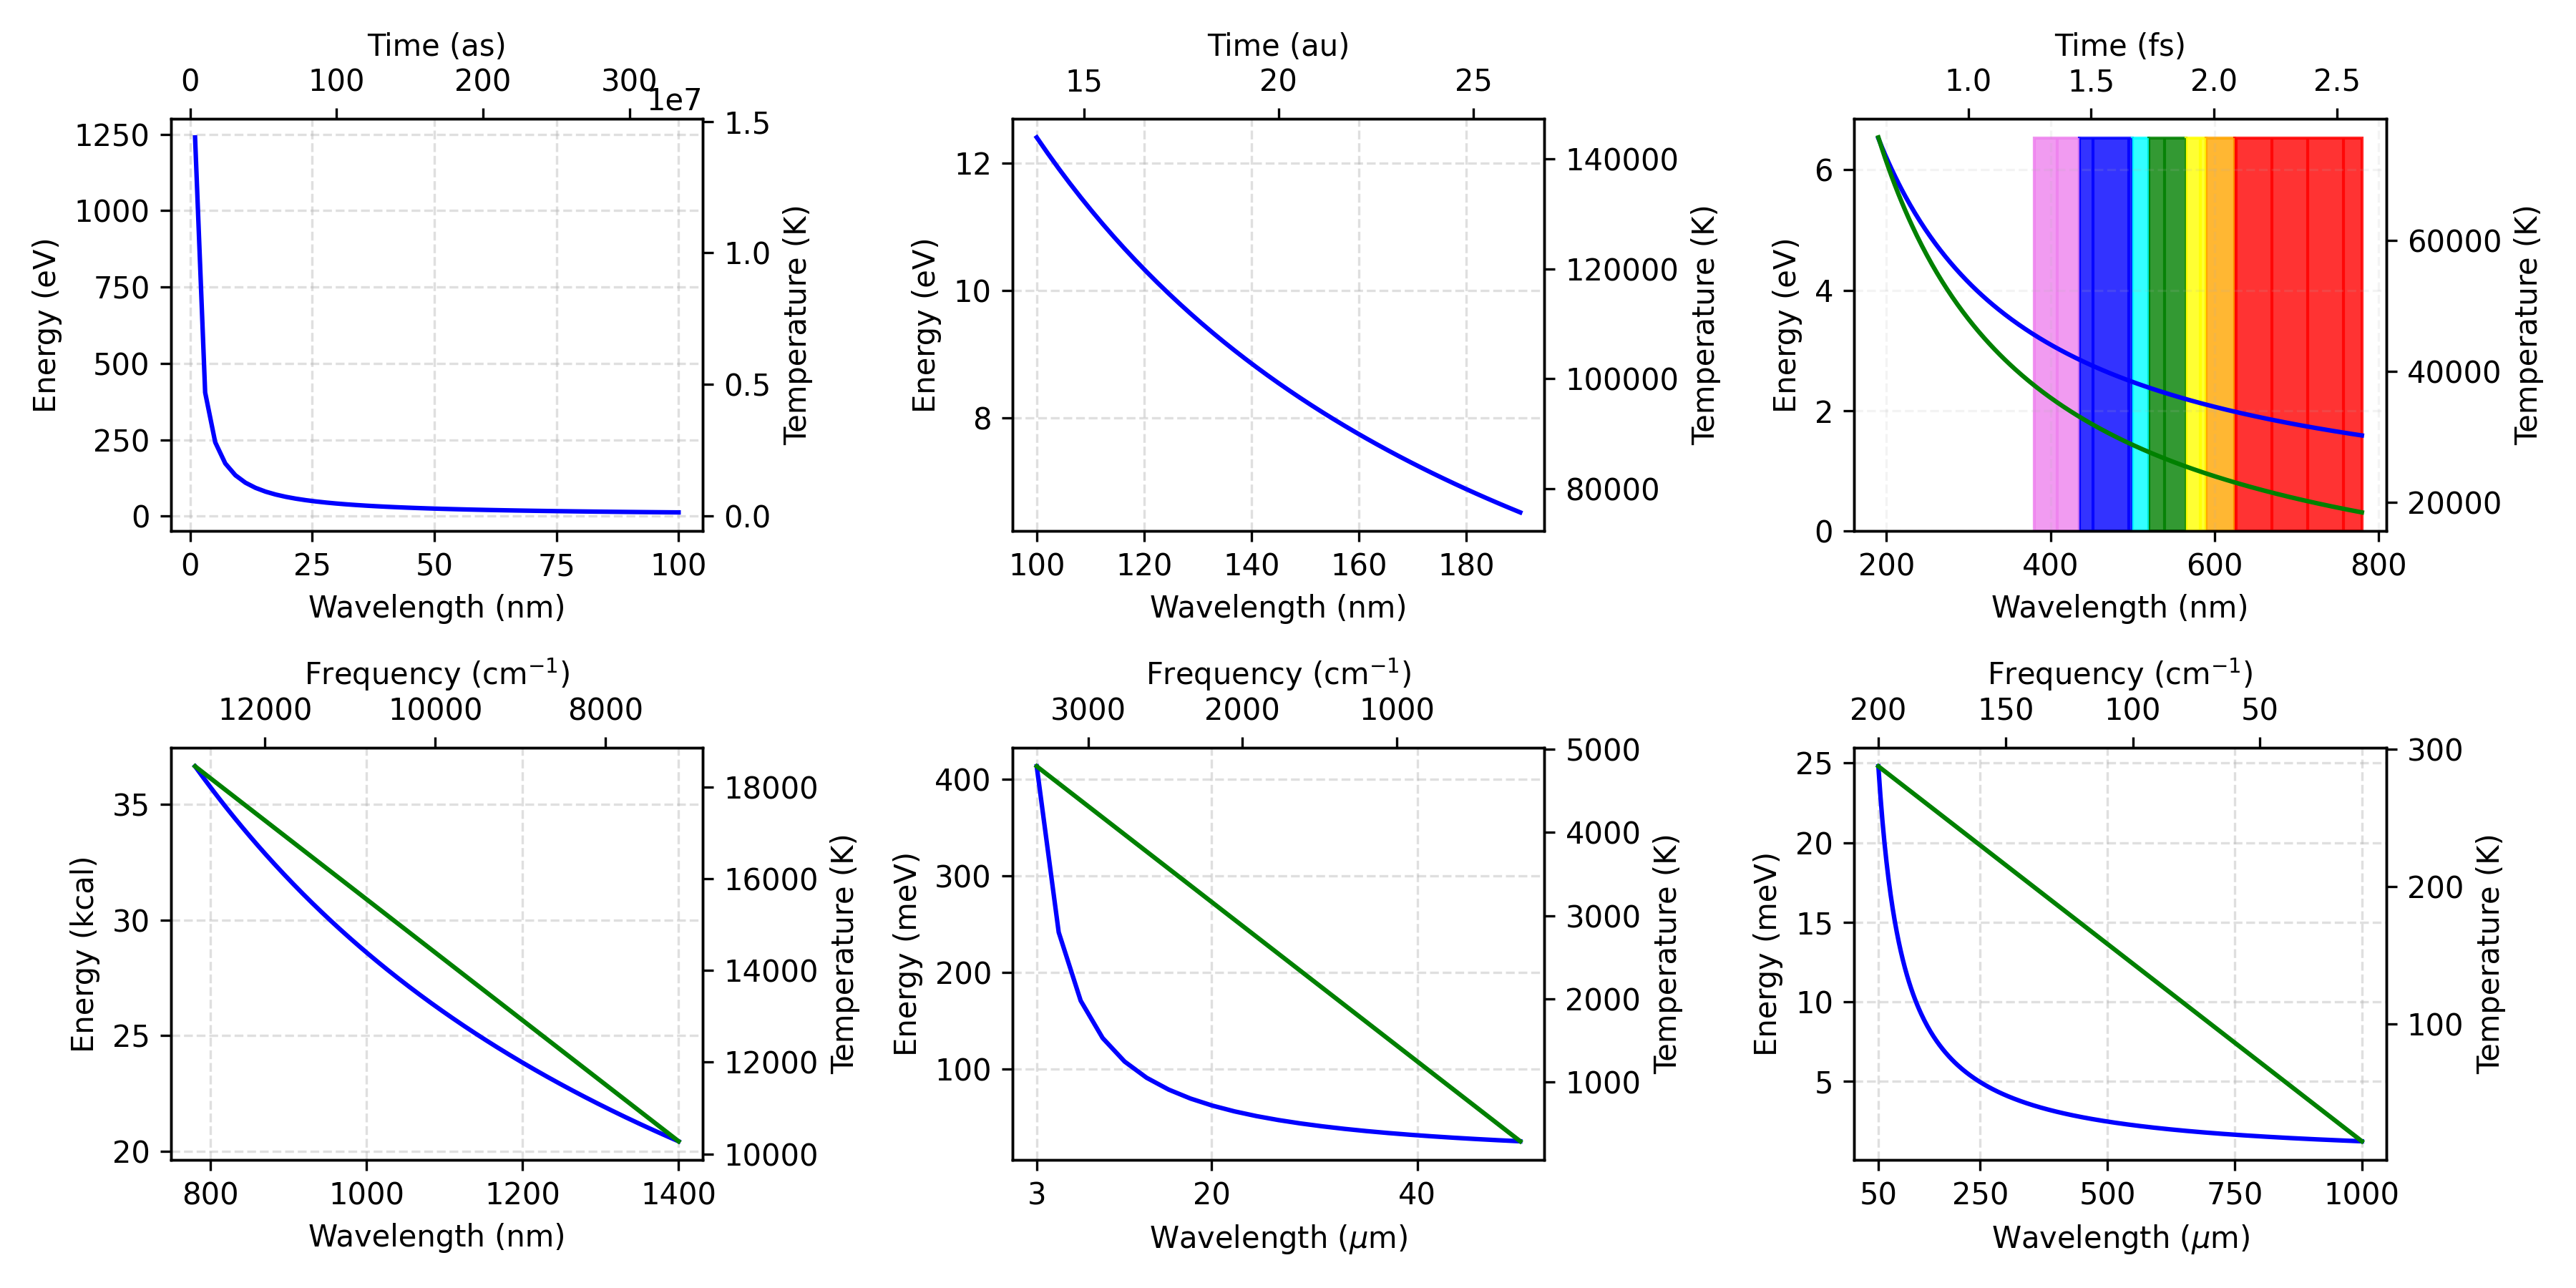 Time (as)
0 100 200 300
1e7
Energy (eV)
1250
1000
750
500
250
0
1.5
1.0
0.5
0.0
Temperature (K)
0 25 50 75 100
Wavelength (nm)
Time (au)
15 20 25
Energy (eV)
12
10
8
140000
120000
100000
80000
Temperature (K)
100 120 140 160 180
Wavelength (nm)
Time (fs)
1.0 1.5 2.0 2.5
Energy (eV)
6
4
2
0
60000
40000
20000
Temperature (K)
200 400 600 800
Wavelength (nm)
Frequency (cm⁻¹)
12000 10000 8000
Energy (kcal)
35
30
25
20
18000
16000
14000
12000
10000
Temperature (K)
800 1000 1200 1400
Wavelength (nm)
Frequency (cm⁻¹)
3000 2000 1000
Energy (meV)
400
300
200
100
5000
4000
3000
2000
1000
Temperature (K)
3 20 40
Wavelength (μm)
Frequency (cm⁻¹)
200 150 100 50
Energy (meV)
25
20
15
10
5
300
200
100
Temperature (K)
50 250 500 750 1000
Wavelength (μm)